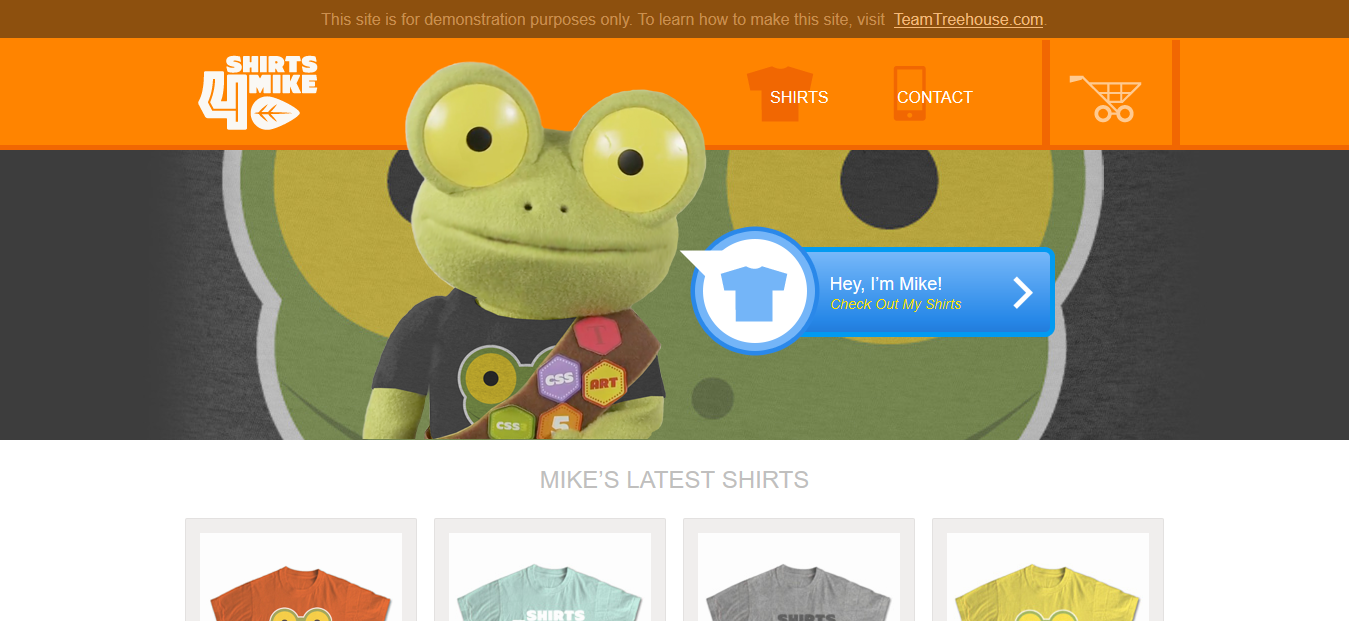 This site is for demonstration purposes only. To learn how to make this site, visit TeamTreehouse.com.
SHIRTS
4 MIKE
SHIRTS
CONTACT
Hey, I’m Mike!
Check Out My Shirts
T
CSS
ART
CSS3
5
MIKE’S LATEST SHIRTS
SHIRTS
SHIRTS